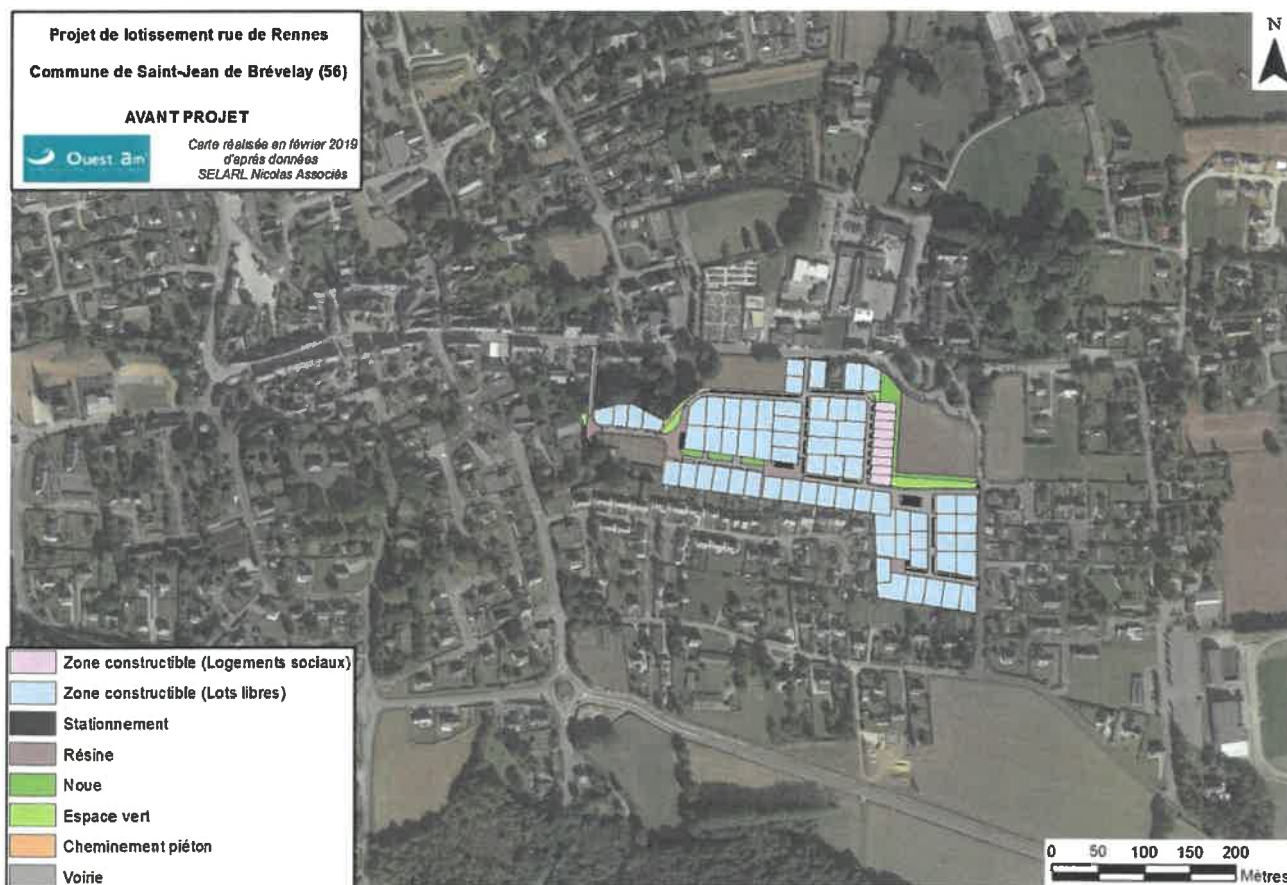 Projet de lotissement rue de Rennes
Commune de Saint-Jean de Brévelay (56)
AVANT PROJET
Ouest am'
Carte réalisée en février 2019
d'après données
SELARL Nicolas Associés
N
Zone constructible (Logements sociaux)
Zone constructible (Lots libres)
Stationnement
Résine
Noue
Espace vert
Cheminement piéton
Voirie
0 50 100 150 200
Mètres